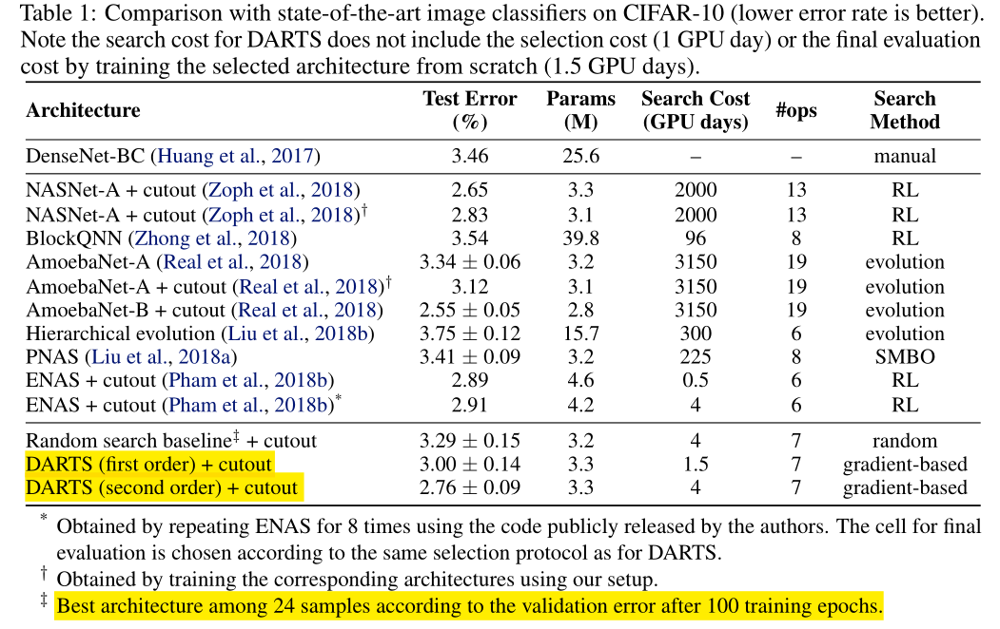 Table 1: Comparison with state-of-the-art image classifiers on CIFAR-10 (lower error rate is better).
Note the search cost for DARTS does not include the selection cost (1 GPU day) or the final evaluation
cost by training the selected architecture from scratch (1.5 GPU days).
Architecture Test Error (%) Params (M) Search Cost (GPU days) #ops Search Method
DenseNet-BC (Huang et al., 2017) 3.46 25.6 – – manual
NASNet-A + cutout (Zoph et al., 2018) 2.65 3.3 2000 13 RL
NASNet-A + cutout (Zoph et al., 2018)† 2.83 3.1 2000 13 RL
BlockQNN (Zhong et al., 2018) 3.54 39.8 96 8 RL
AmoebaNet-A (Real et al., 2018) 3.34 ± 0.06 3.2 3150 19 evolution
AmoebaNet-A + cutout (Real et al., 2018)† 3.12 3.1 3150 19 evolution
AmoebaNet-B + cutout (Real et al., 2018) 2.55 ± 0.05 2.8 3150 19 evolution
Hierarchical evolution (Liu et al., 2018b) 3.75 ± 0.12 15.7 300 6 evolution
PNAS (Liu et al., 2018a) 3.41 ± 0.09 3.2 225 8 SMBO
ENAS + cutout (Pham et al., 2018b) 2.89 4.6 0.5 6 RL
ENAS + cutout (Pham et al., 2018b)* 2.91 4.2 4 6 RL
Random search baseline‡ + cutout 3.29 ± 0.15 3.2 4 7 random
DARTS (first order) + cutout 3.00 ± 0.14 3.3 1.5 7 gradient-based
DARTS (second order) + cutout 2.76 ± 0.09 3.3 4 7 gradient-based
* Obtained by repeating ENAS for 8 times using the code publicly released by the authors. The cell for final
evaluation is chosen according to the same selection protocol as for DARTS.
† Obtained by training the corresponding architectures using our setup.
‡ Best architecture among 24 samples according to the validation error after 100 training epochs.